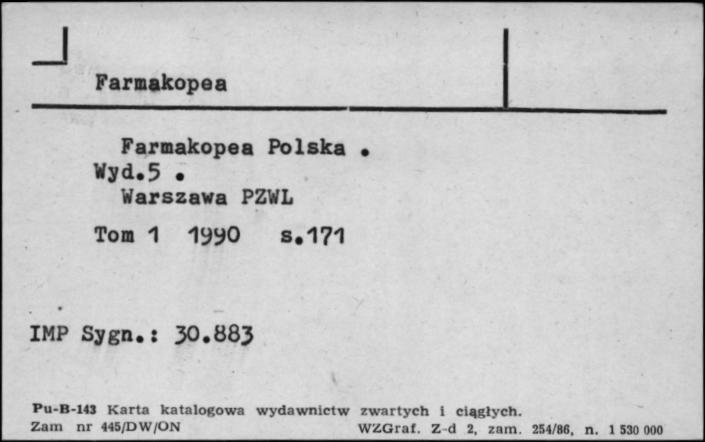 Farmakopea
Farmakopea Polska .
Wyd.5 .
Warszawa PZWL
Tom 1 1990 s.171
IMP Sygn.: 30.883
Pu-B-143 Karta katalogowa wydawnictw zwartych i ciągłych.
Zam nr 445/DW/ON WZGraf. Z-d 2, zam. 254/86, n. 1 530 000